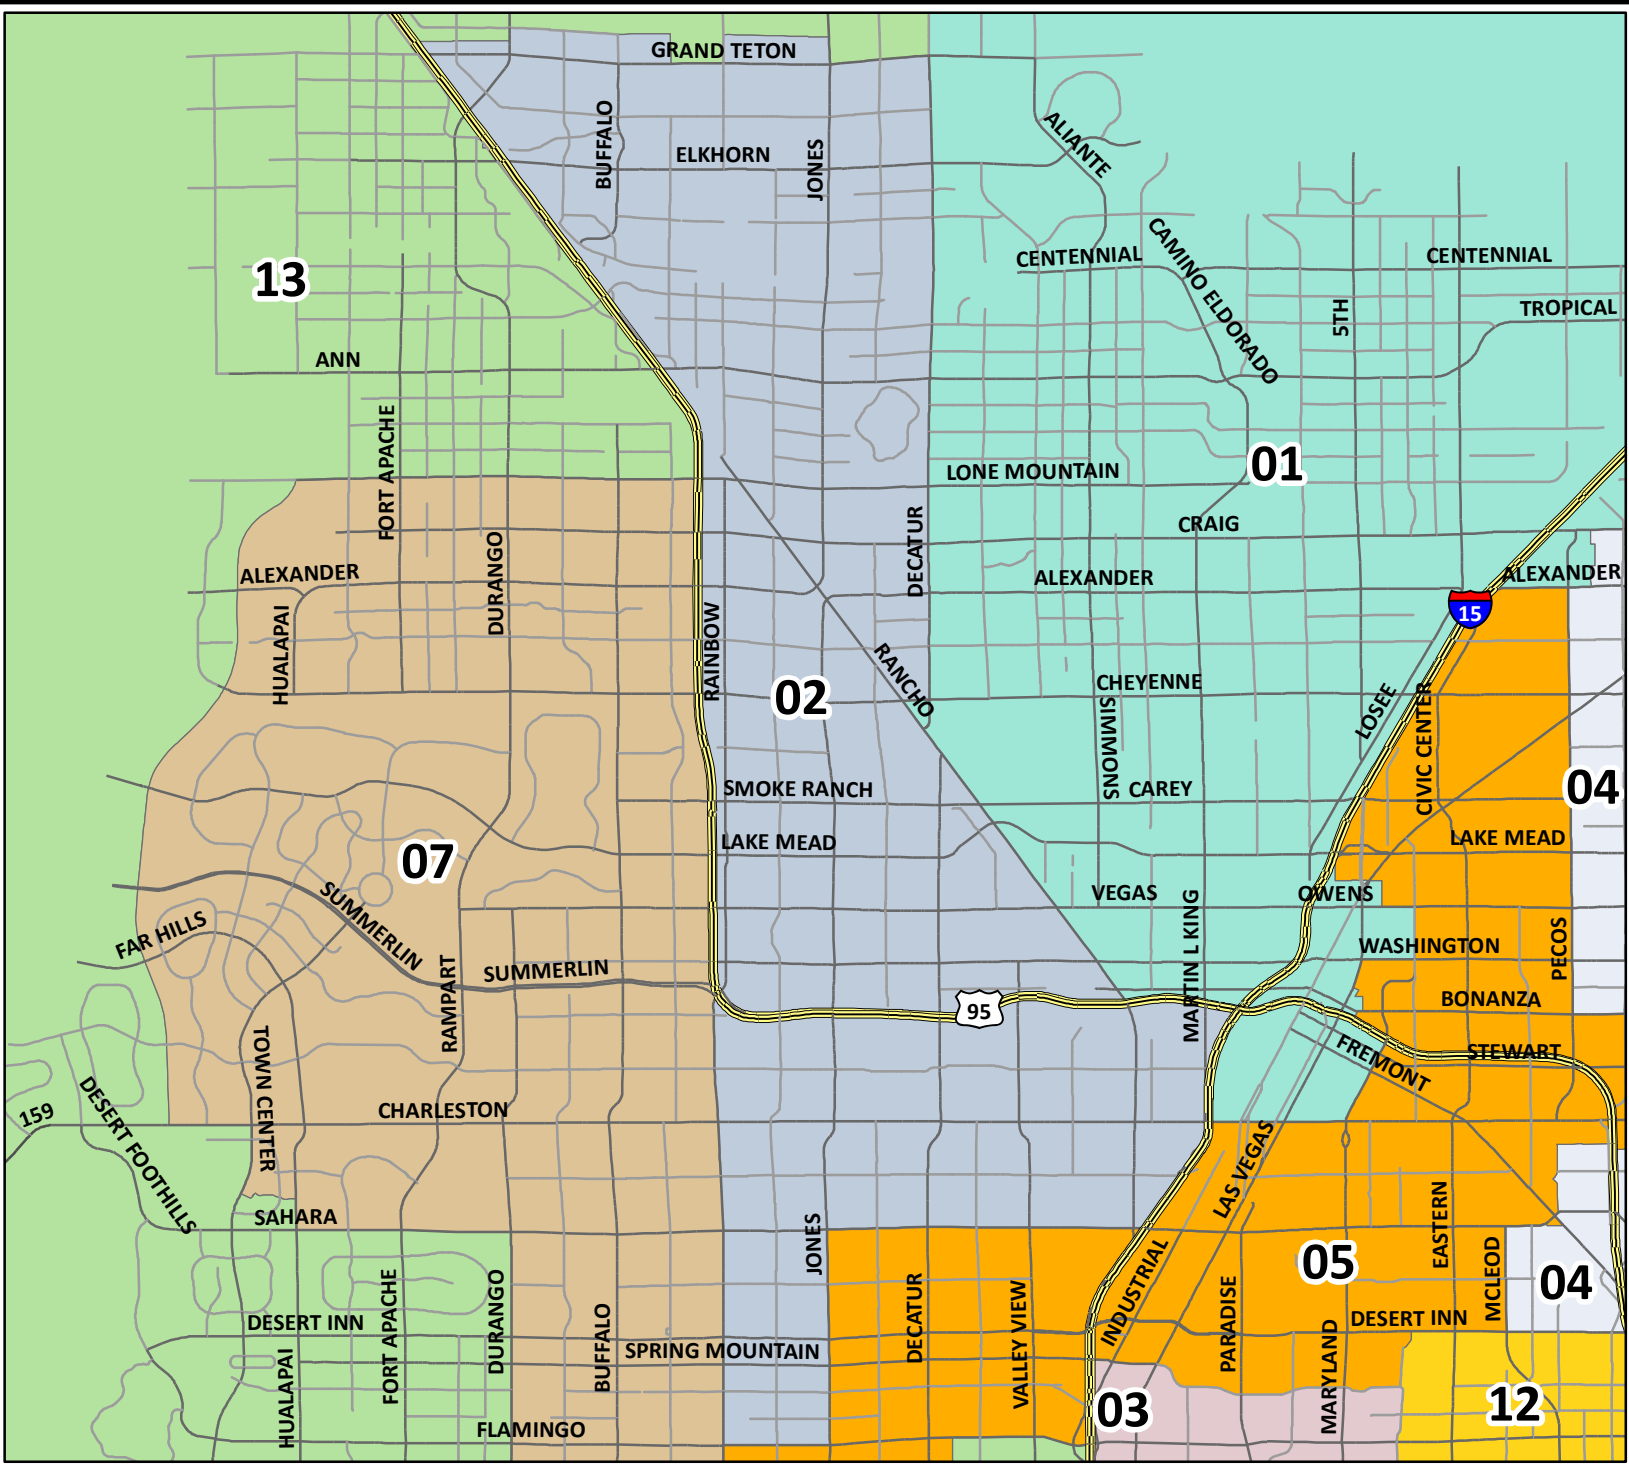 GRAND TETON
BUFFALO
ELKHORN
JONES
ALIANTE
CENTENNIAL
CAMINO ELDORADO
CENTENNIAL
13
5TH
TROPICAL
ANN
FORT APACHE
LONE MOUNTAIN
01
CRAIG
DECATUR
DURANGO
ALEXANDER
ALEXANDER
ALEXANDER
15
HUALAPAI
RAINBOW
RANCHO
02
CHEYENNE
SIMMONS
LOSEE
CIVIC CENTER
SMOKE RANCH
CAREY
04
LAKE MEAD
LAKE MEAD
07
VEGAS
OWENS
SUMMERLIN
FAR HILLS
MARTIN L KING
WASHINGTON
PECOS
SUMMERLIN
RAMPART
95
BONANZA
TOWN CENTER
FREMONT
STEWART
DESERT FOOTHILLS
159
CHARLESTON
LAS VEGAS
SAHARA
JONES
EASTERN
INDUSTRIAL
05
MCLEOD
04
DURANGO
FORT APACHE
DESERT INN
BUFFALO
DECATUR
VALLEY VIEW
PARADISE
MARYLAND
DESERT INN
SPRING MOUNTAIN
HUALAPAI
03
12
FLAMINGO